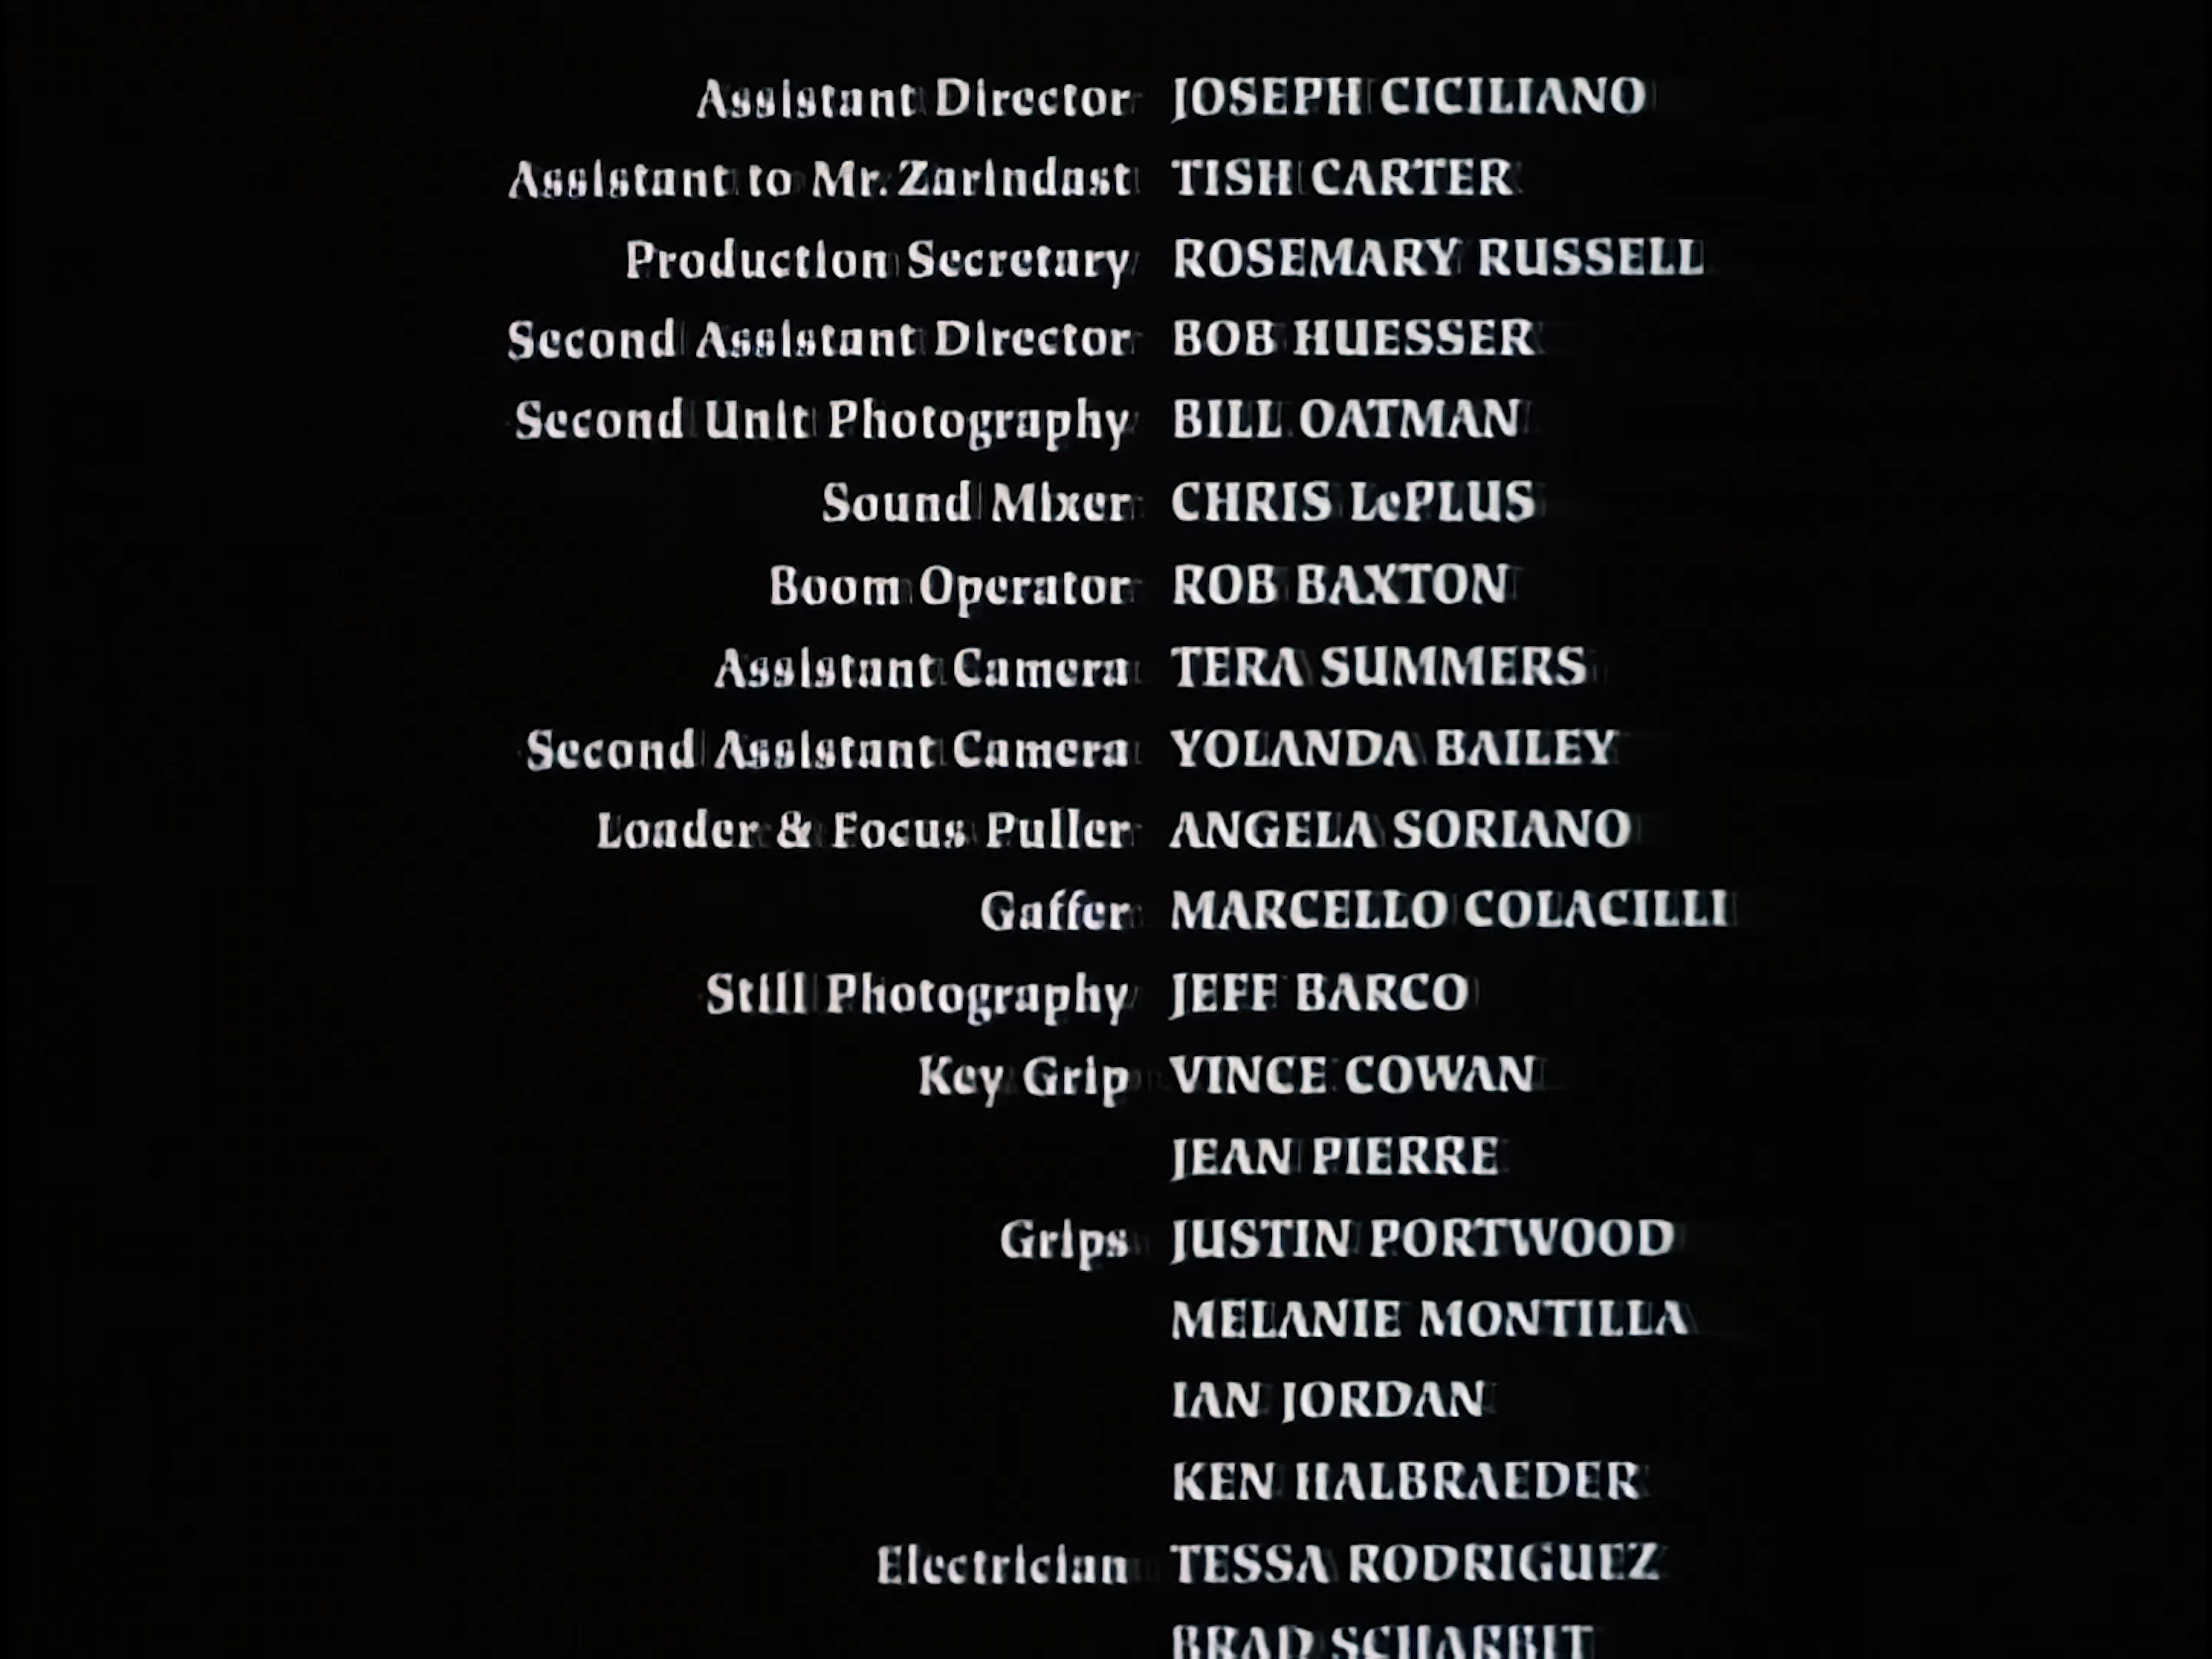 Assistant Director JOSEPH CICILIANO
Assistant to Mr. Zarindast TISH CARTER
Production Secretary ROSEMARY RUSSELL
Second Assistant Director BOB HUESSER
Second Unit Photography BILL OATMAN
Sound Mixer CHRIS LePLUS
Boom Operator ROB BAXTON
Assistant Camera TERA SUMMERS
Second Assistant Camera YOLANDA BAILEY
Loader & Focus Puller ANGELA SORIANO
Gaffer MARCELLO COLACILLI
Still Photography JEFF BARCO
Key Grip VINCE COWAN
JEAN PIERRE
Grips JUSTIN PORTWOOD
MELANIE MONTILLA
IAN JORDAN
KEN HALBRAEDER
Electrician TESSA RODRIGUEZ
BRAD